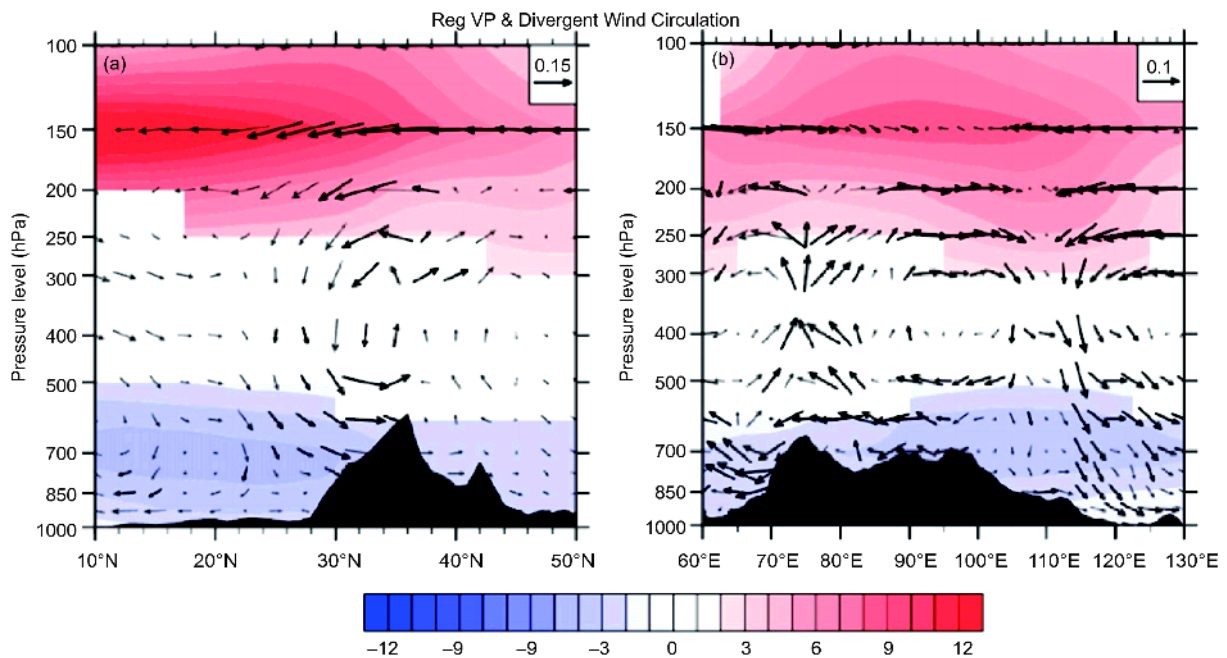 Reg VP & Divergent Wind Circulation
(a)
0.15
Pressure level (hPa)
100
150
200
250
300
400
500
700
850
1000
10°N 20°N 30°N 40°N 50°N
(b)
0.1
Pressure level (hPa)
100
150
200
250
300
400
500
700
850
1000
60°E 70°E 80°E 90°E 100°E 110°E 120°E 130°E
–12 –9 –9 –3 0 3 6 9 12